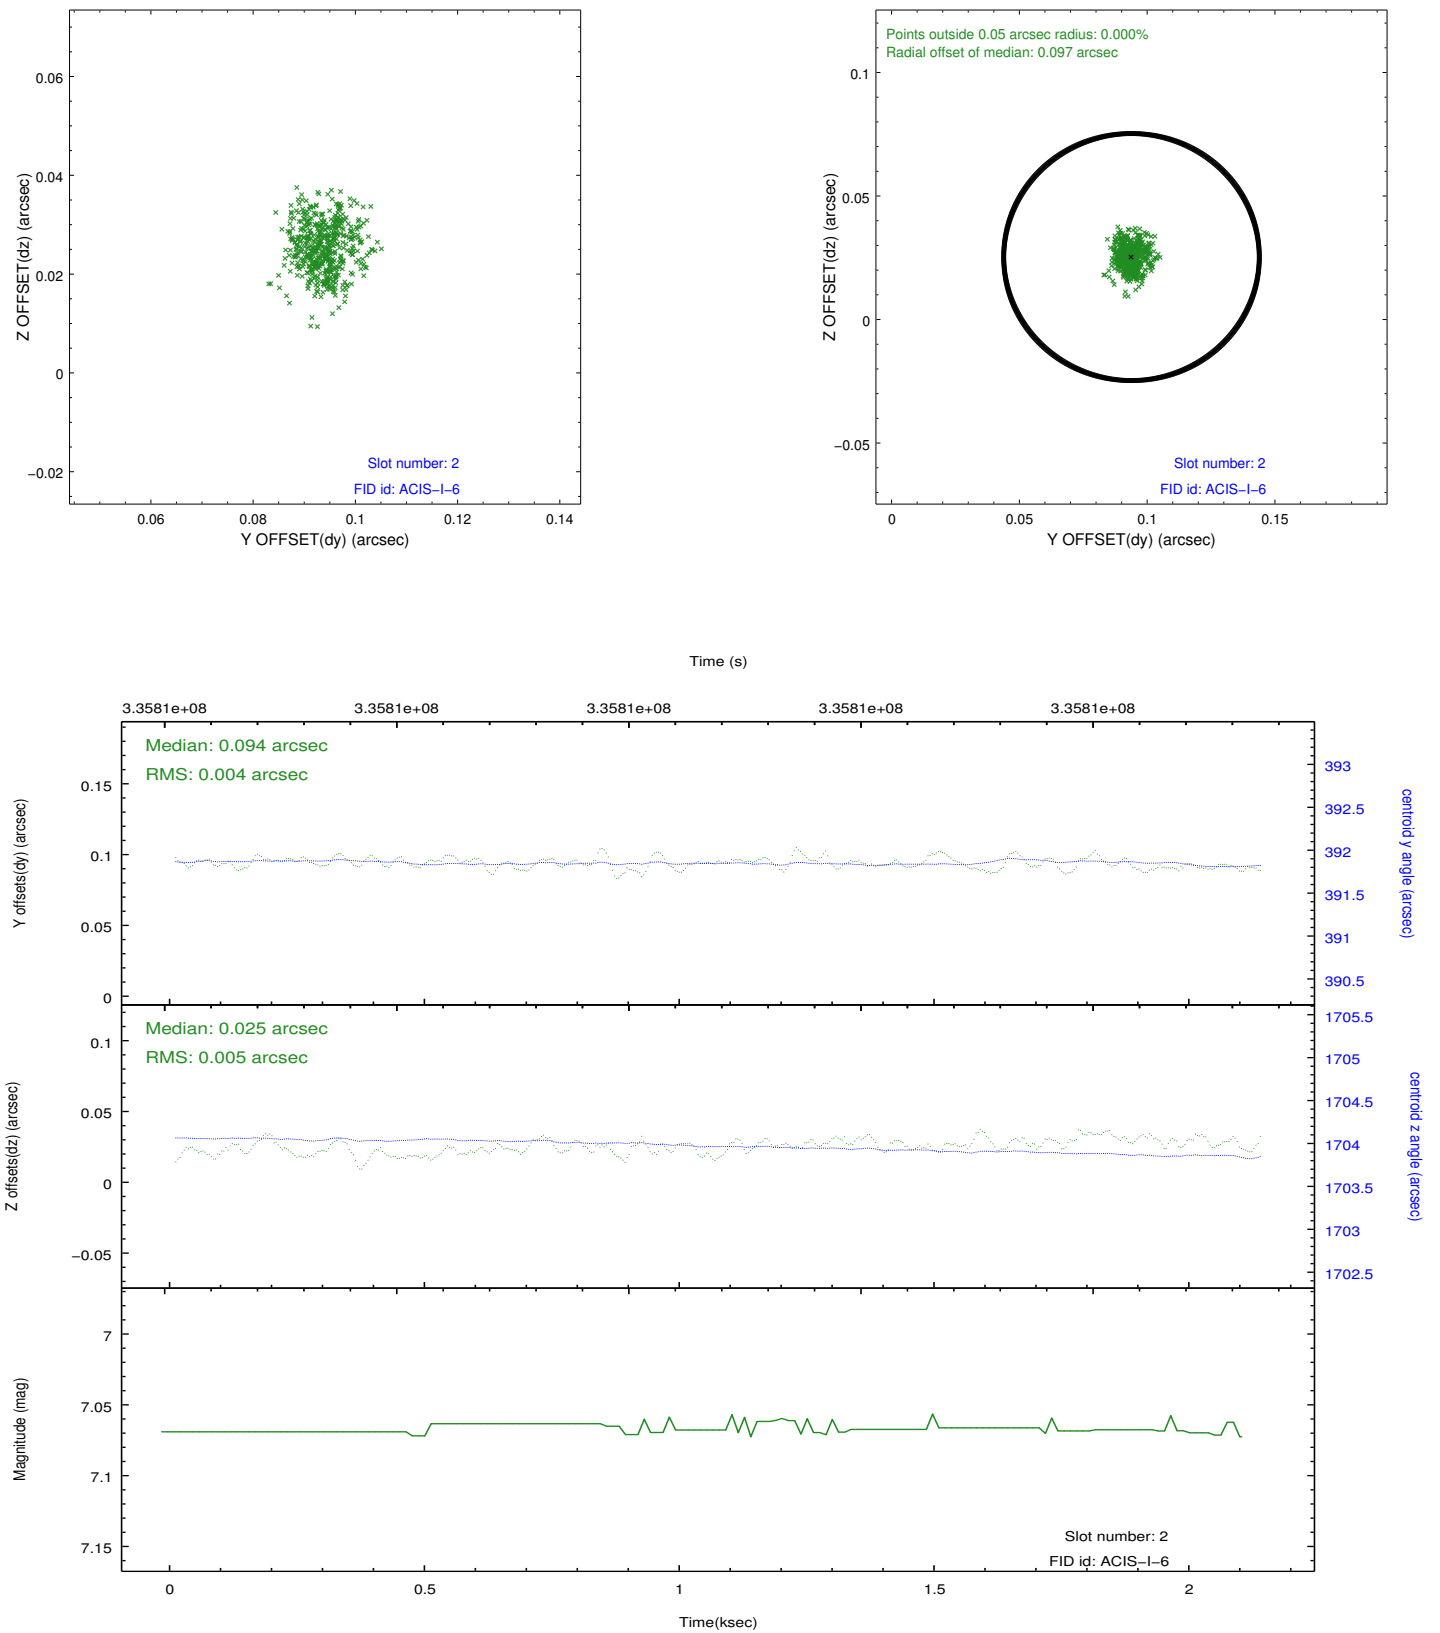 0.06
0.04
0.02
0
−0.02
Z OFFSET(dz) (arcsec)
Slot number: 2
FID id: ACIS−I−6
0.06
0.08
0.1
0.12
0.14
Y OFFSET(dy) (arcsec)
Points outside 0.05 arcsec radius: 0.000%
Radial offset of median: 0.097 arcsec
0.1
0.05
0
−0.05
Z OFFSET(dz) (arcsec)
Slot number: 2
FID id: ACIS−I−6
0
0.05
0.1
0.15
Y OFFSET(dy) (arcsec)
Time (s)
3.3581e+08
3.3581e+08
3.3581e+08
3.3581e+08
3.3581e+08
Median: 0.094 arcsec
RMS: 0.004 arcsec
0.15
0.1
0.05
0
Y offsets(dy) (arcsec)
393
392.5
392
391.5
391
390.5
centroid y angle (arcsec)
Median: 0.025 arcsec
RMS: 0.005 arcsec
0.1
0.05
0
−0.05
Z offsets(dz) (arcsec)
1705.5
1705
1704.5
1704
1703.5
1703
1702.5
centroid z angle (arcsec)
7
7.05
7.1
7.15
Magnitude (mag)
Slot number: 2
FID id: ACIS−I−6
0
0.5
1
1.5
2
Time(ksec)